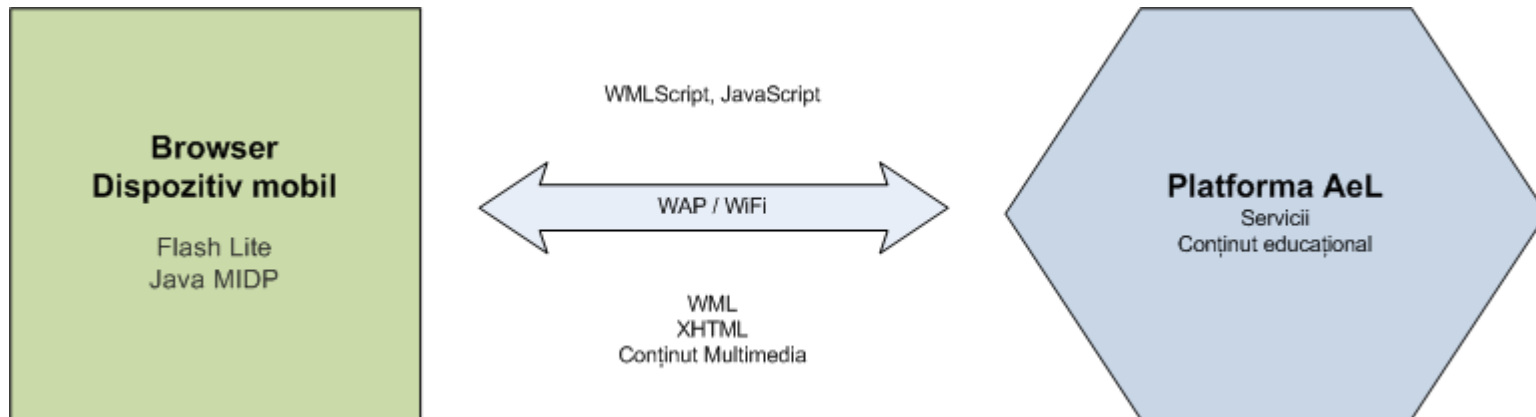 Browser
Dispozitiv mobil
Flash Lite
Java MIDP
WMLScript, JavaScript
WAP / WiFi
WML
XHTML
Conținut Multimedia
Platforma AeL
Servicii
Conținut educațional